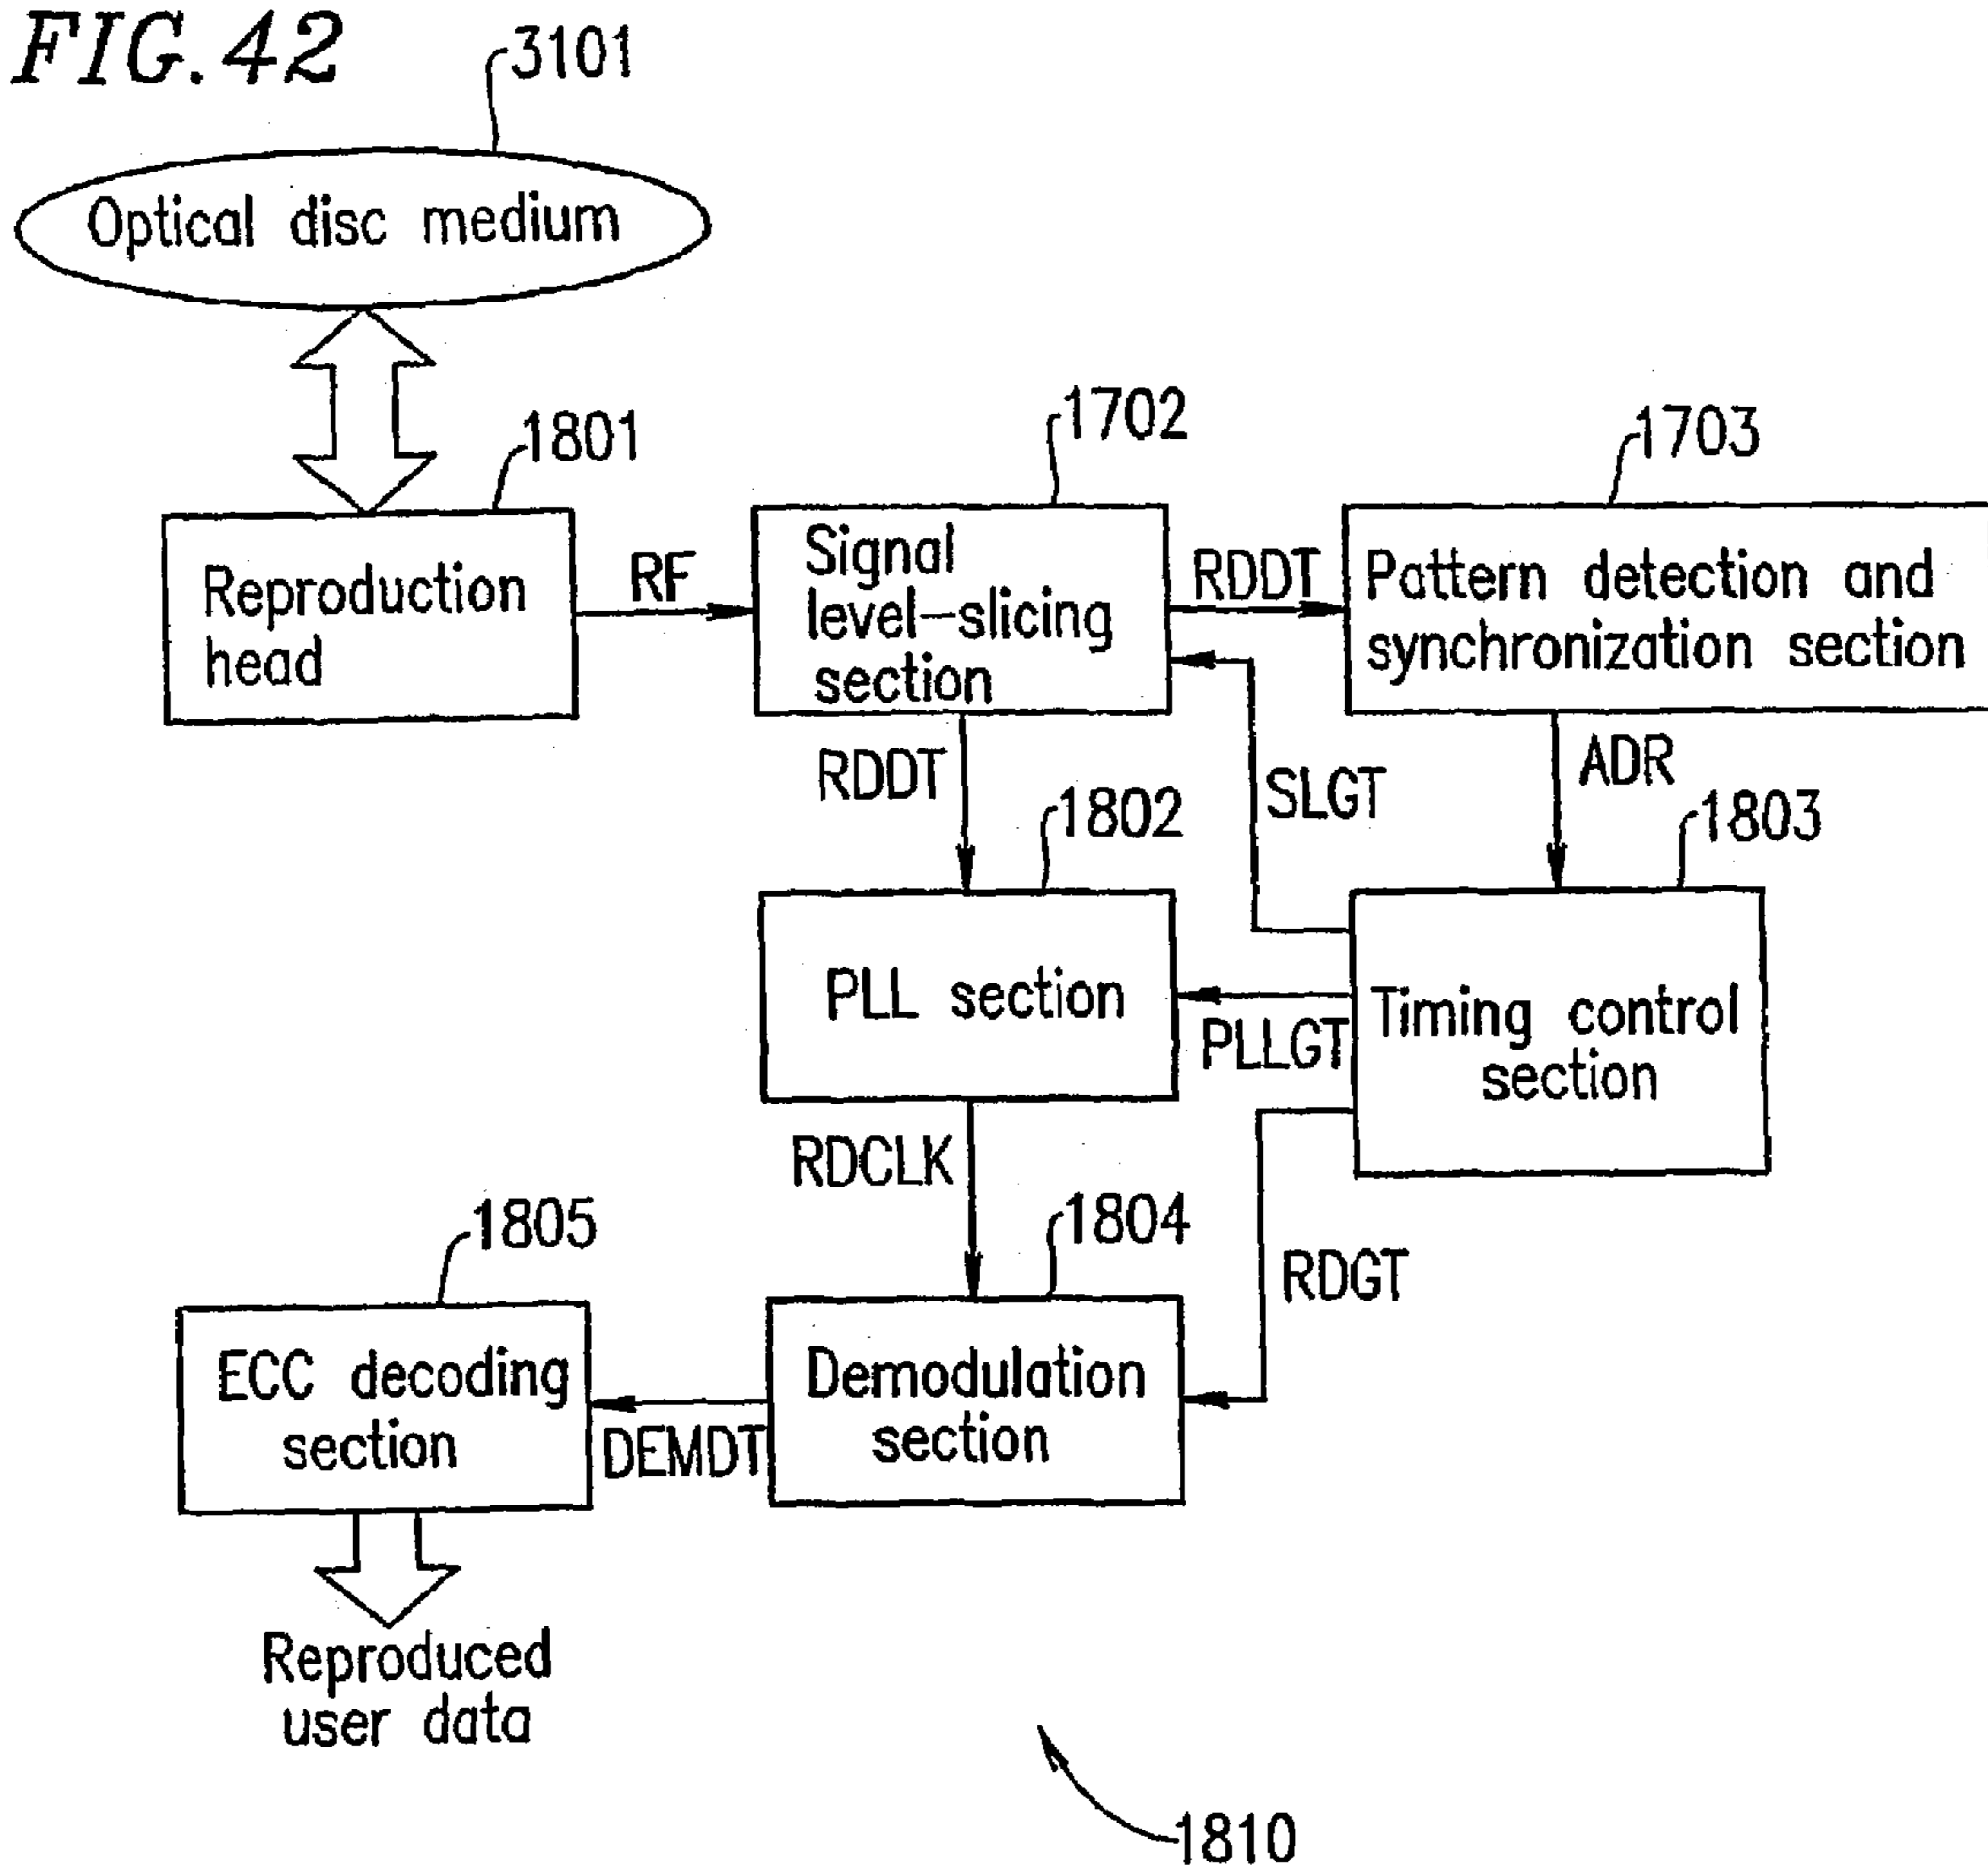 FIG. 42
3101
Optical disc medium
1801
1702
1703
Reproduction
head
RF
Signal
level-slicing
section
RDDT
Pattern detection and
synchronization section
RDDT
SLGT
ADR
1802
1803
PLL section
PLLGT
Timing control
section
RDCLK
1805
1804
RDGT
ECC decoding
section
DEMDT
Demodulation
section
Reproduced
user data
1810